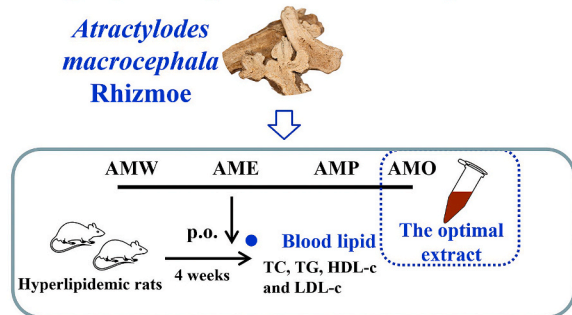 Atractylodes
macrocephala
Rhizmoe
AMW AME AMP AMO
p.o.
Blood lipid
The optimal
extract
Hyperlipidemic rats
4 weeks
TC, TG, HDL-c
and LDL-c